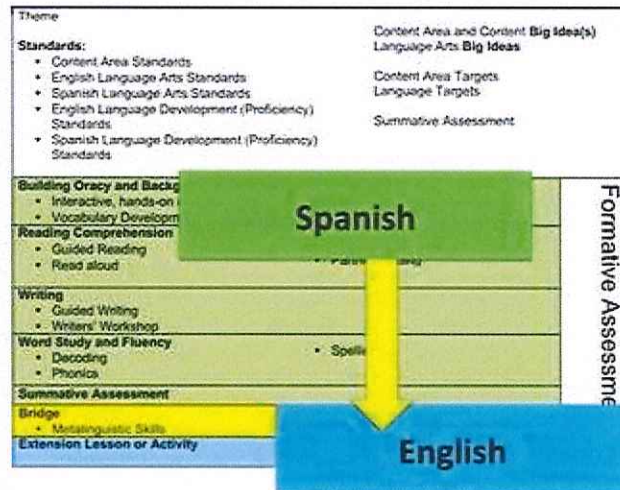 Theme
Standards:
• Content Area Standards
• English Language Arts Standards
• Spanish Language Arts Standards
• English Language Development (Proficiency)
Standards
• Spanish Language Development (Proficiency)
Standards
Content Area and Content Big Idea(s)
Language Arts Big Ideas
Content Area Targets
Language Targets
Summative Assessment
Building Oracy and
• Interactive, hands-on
• Vocabulary
Spanish
Reading Comprehension
• Guided Reading
• Read aloud
Writing
• Guided Writing
• Writers' Workshop
Word Study and Fluency
• Decoding
• Phonics
Summative Assessment
Bridge
• Metalinguistic Skills
Extension Lesson or Activity
English
Formative